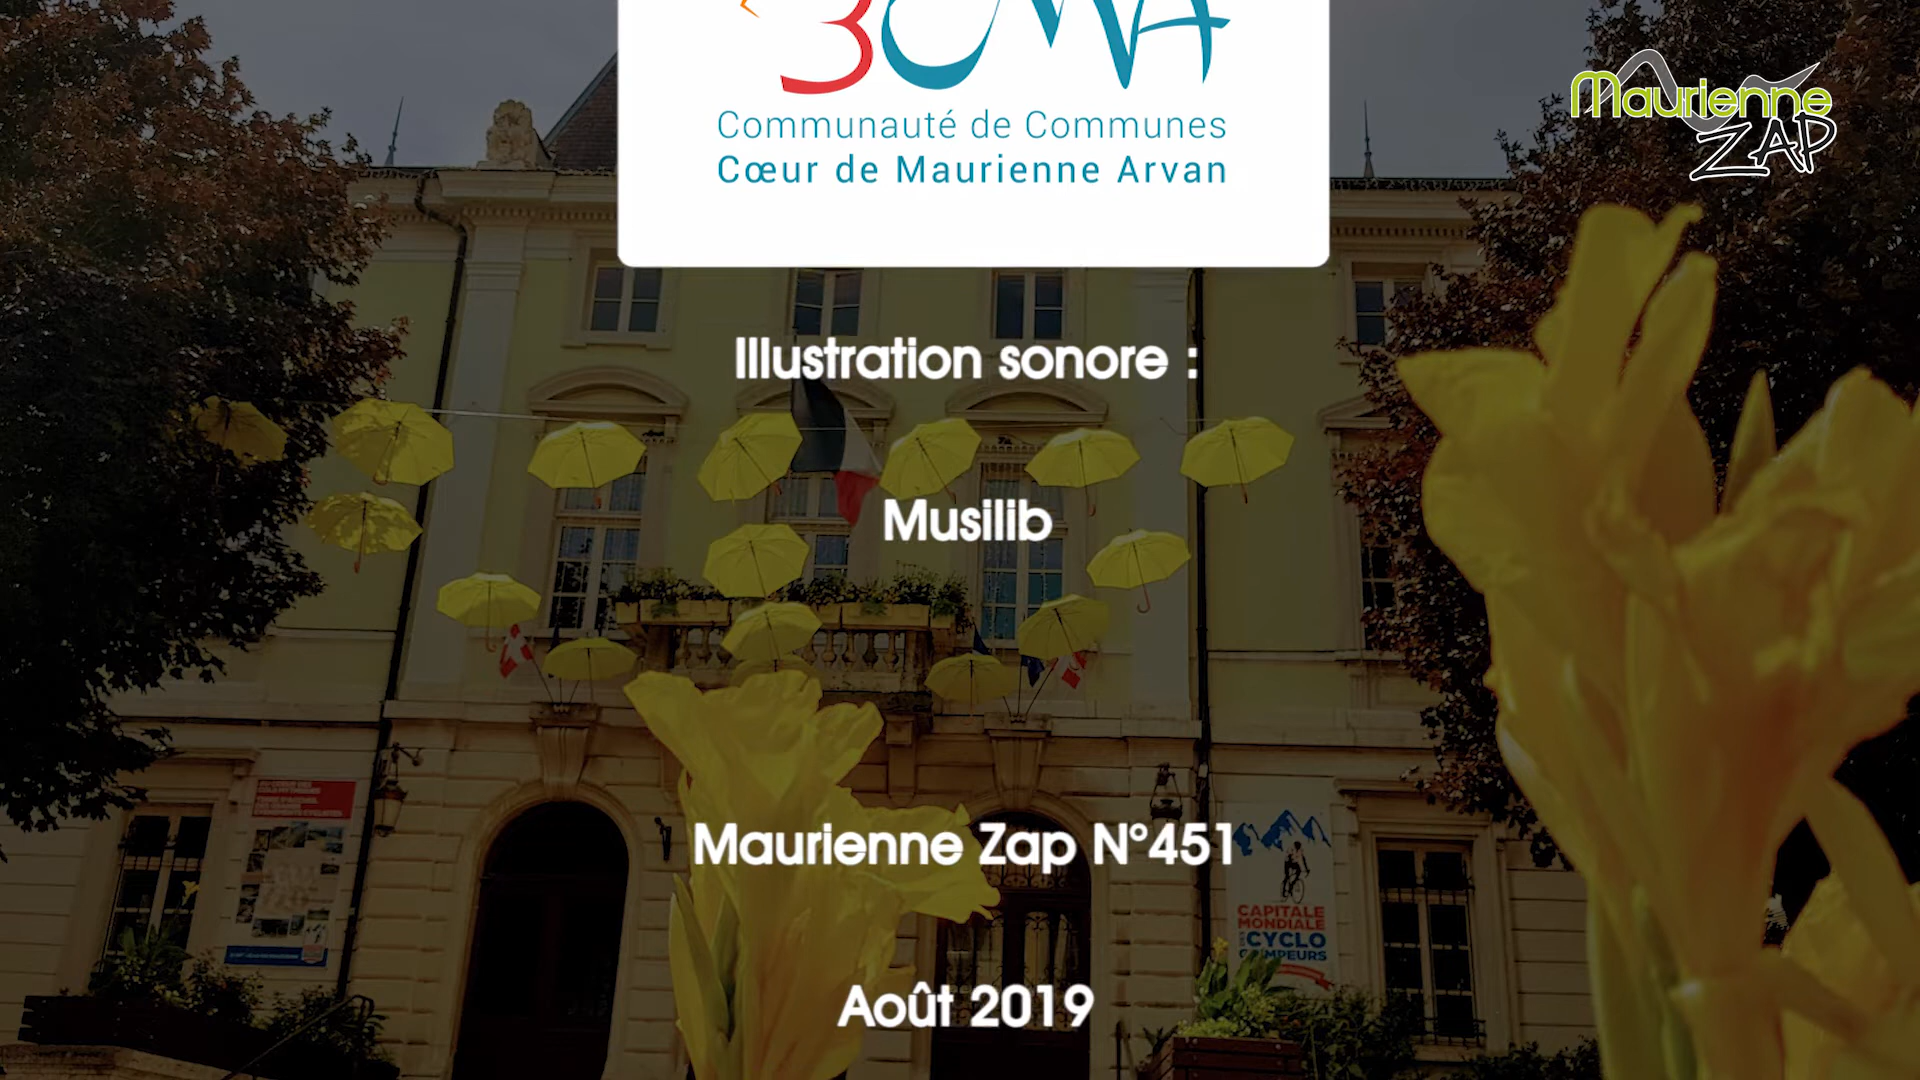 3CMA
Communauté de Communes
Cœur de Maurienne Arvan
Maurienne
ZAP
Illustration sonore :
Musilib
Maurienne Zap N°451
CAPITALE
MONDIALE
CYCLO
GRIMPEURS
Août 2019